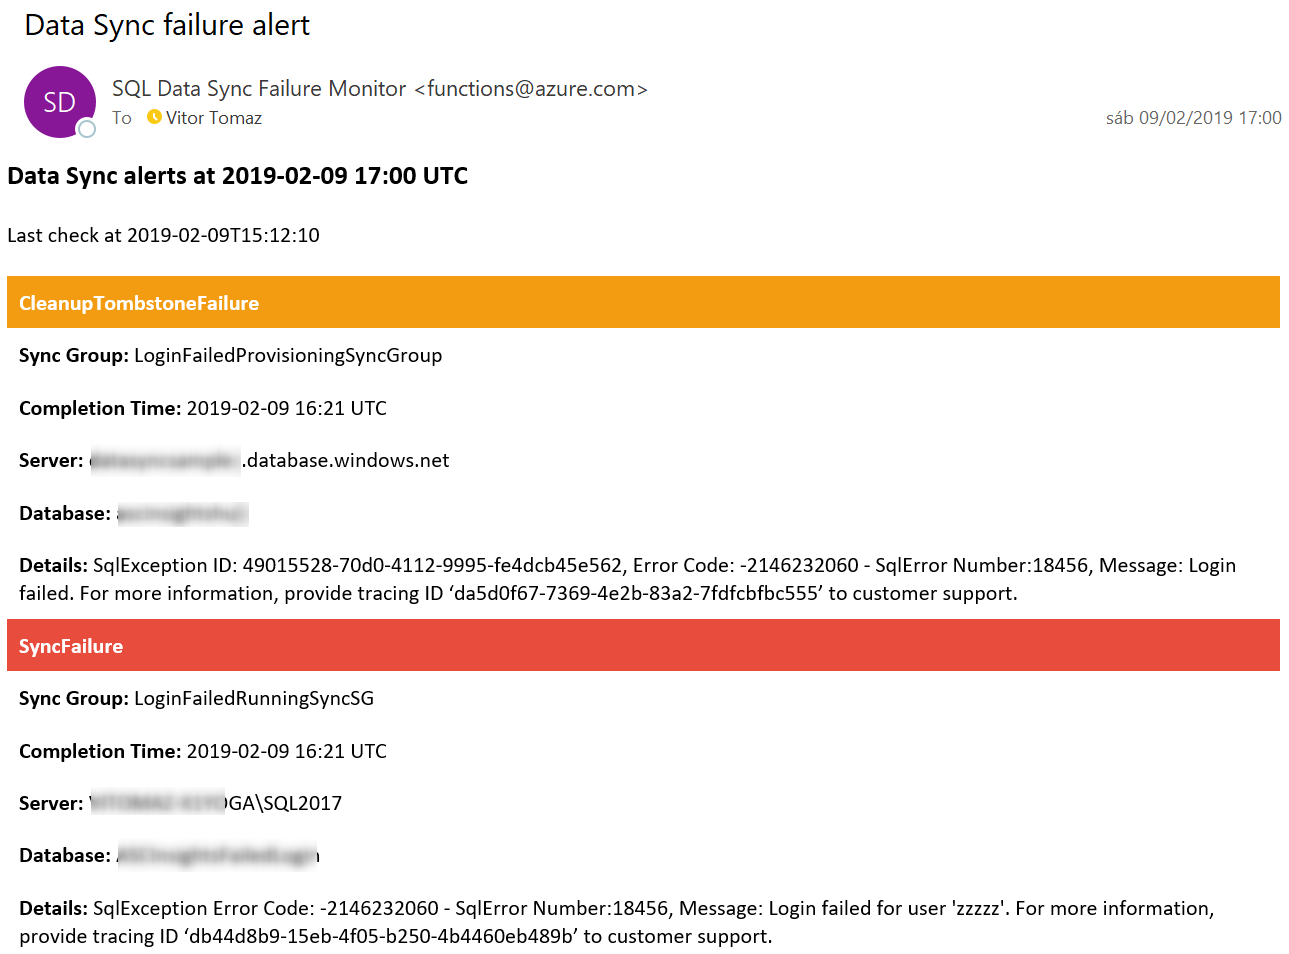 Data Sync failure alert
SD
SQL Data Sync Failure Monitor <functions@azure.com>
To Vitor Tomaz
sáb 09/02/2019 17:00
Data Sync alerts at 2019-02-09 17:00 UTC
Last check at 2019-02-09T15:12:10
CleanupTombstoneFailure
Sync Group: LoginFailedProvisioningSyncGroup
Completion Time: 2019-02-09 16:21 UTC
Server: .database.windows.net
Database:
Details: SqlException ID: 49015528-70d0-4112-9995-fe4dcb45e562, Error Code: -2146232060 - SqlError Number:18456, Message: Login
failed. For more information, provide tracing ID ‘da5d0f67-7369-4e2b-83a2-7fdfcbfbc555’ to customer support.
SyncFailure
Sync Group: LoginFailedRunningSyncSG
Completion Time: 2019-02-09 16:21 UTC
Server: OGA\SQL2017
Database:
Details: SqlException Error Code: -2146232060 - SqlError Number:18456, Message: Login failed for user 'zzzzz'. For more information,
provide tracing ID ‘db44d8b9-15eb-4f05-b250-4b4460eb489b’ to customer support.